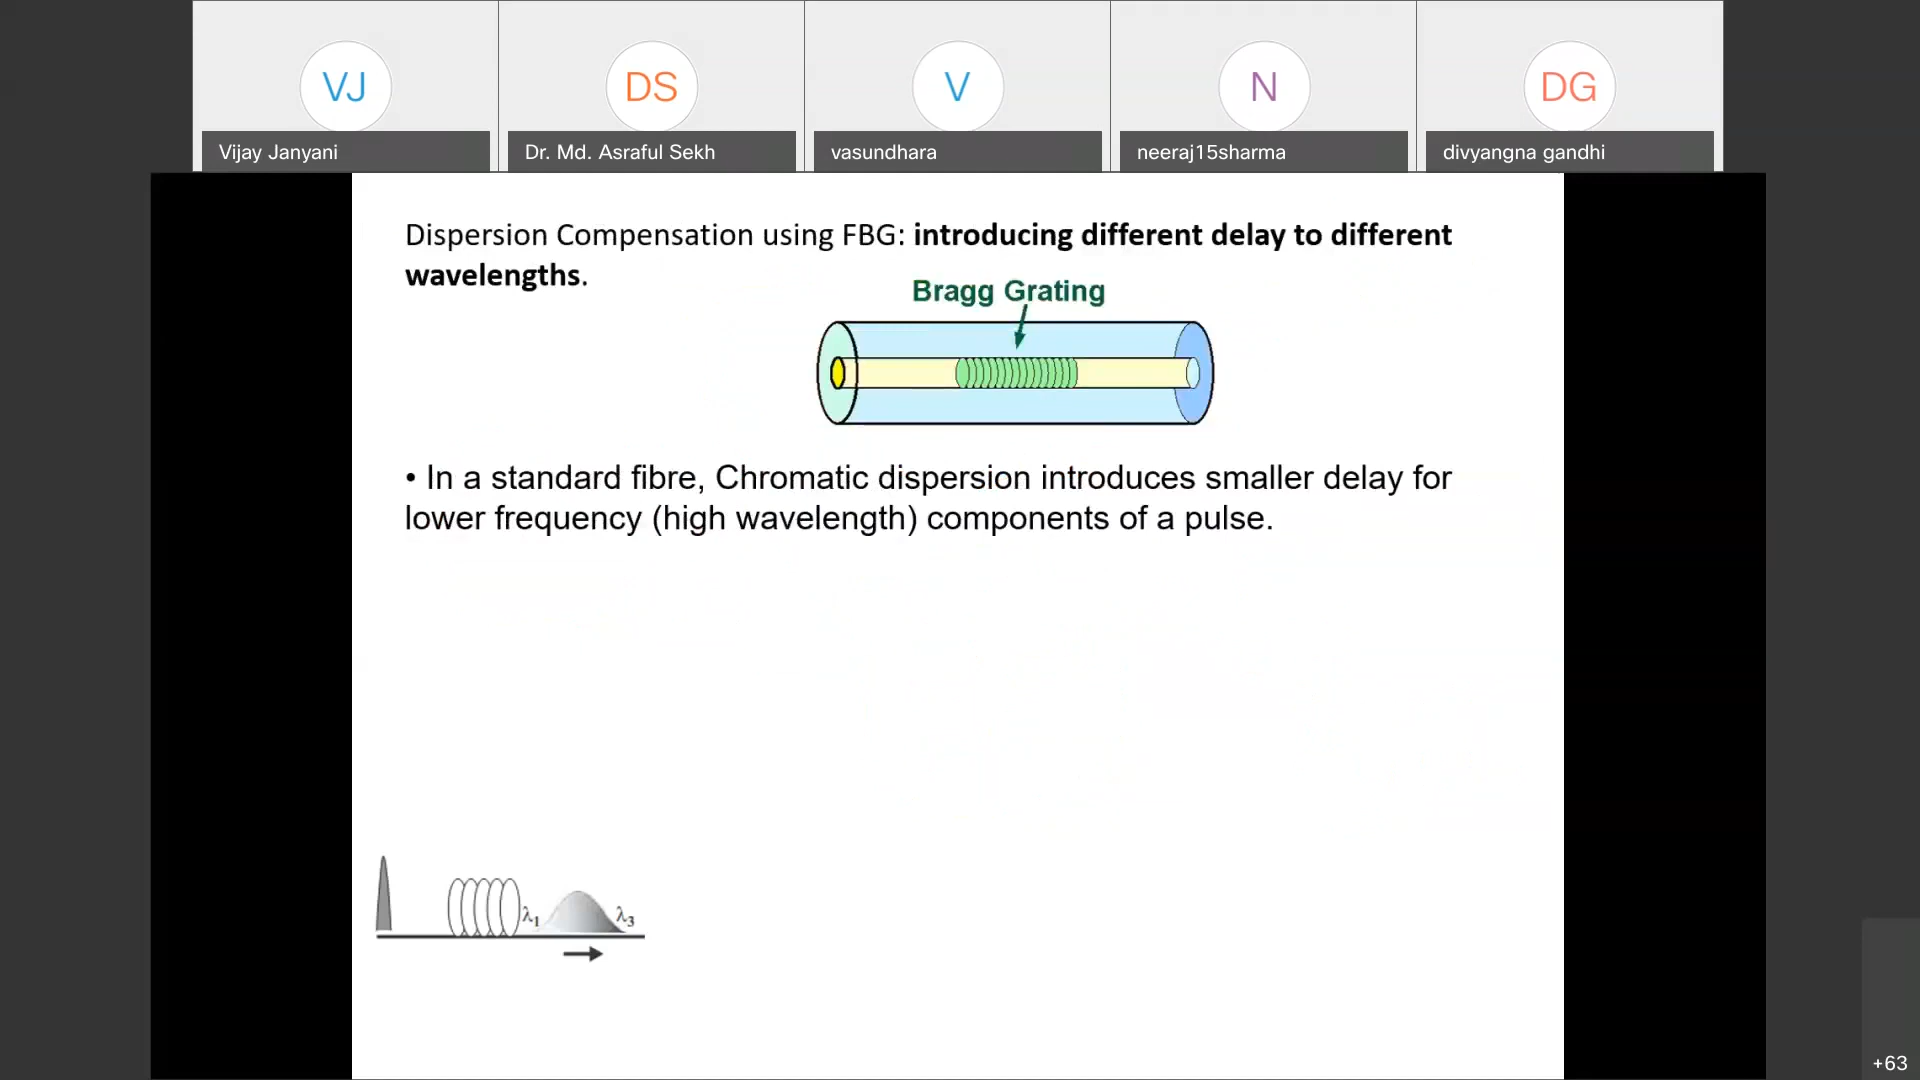 VJ
DS
V
N
DG
Vijay Janyani
Dr. Md. Asraful Sekh
vasundhara
neeraj15sharma
divyangna gandhi
Dispersion Compensation using FBG: introducing different delay to different
wavelengths.
Bragg Grating
• In a standard fibre, Chromatic dispersion introduces smaller delay for
lower frequency (high wavelength) components of a pulse.
λ1
λ3
+63